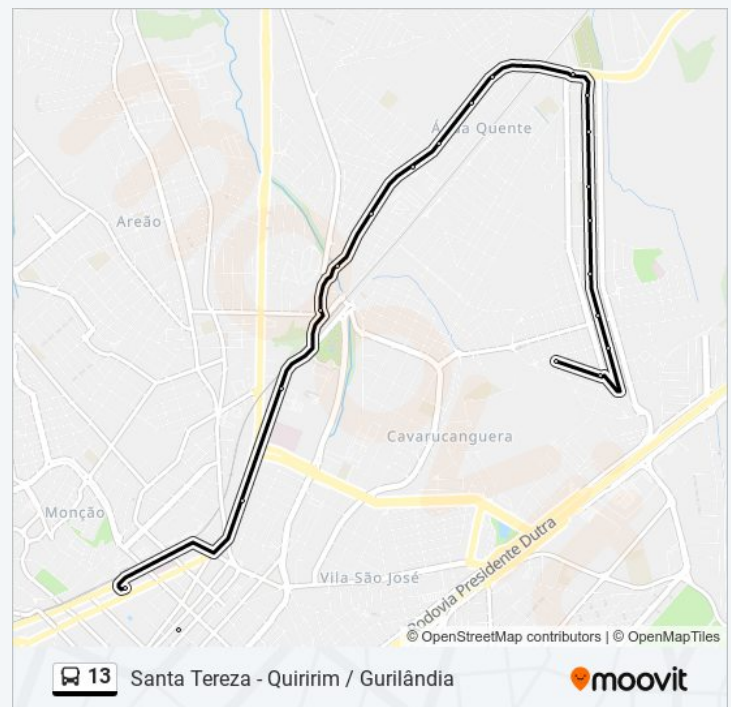 Água Quente
Areão
Cavarucanguera
Monção
Vila São José
Rodovia Presidente Dutra
© OpenStreetMap contributors | © OpenMapTiles
13 Santa Tereza - Quiririm / Gurilândia
moovit